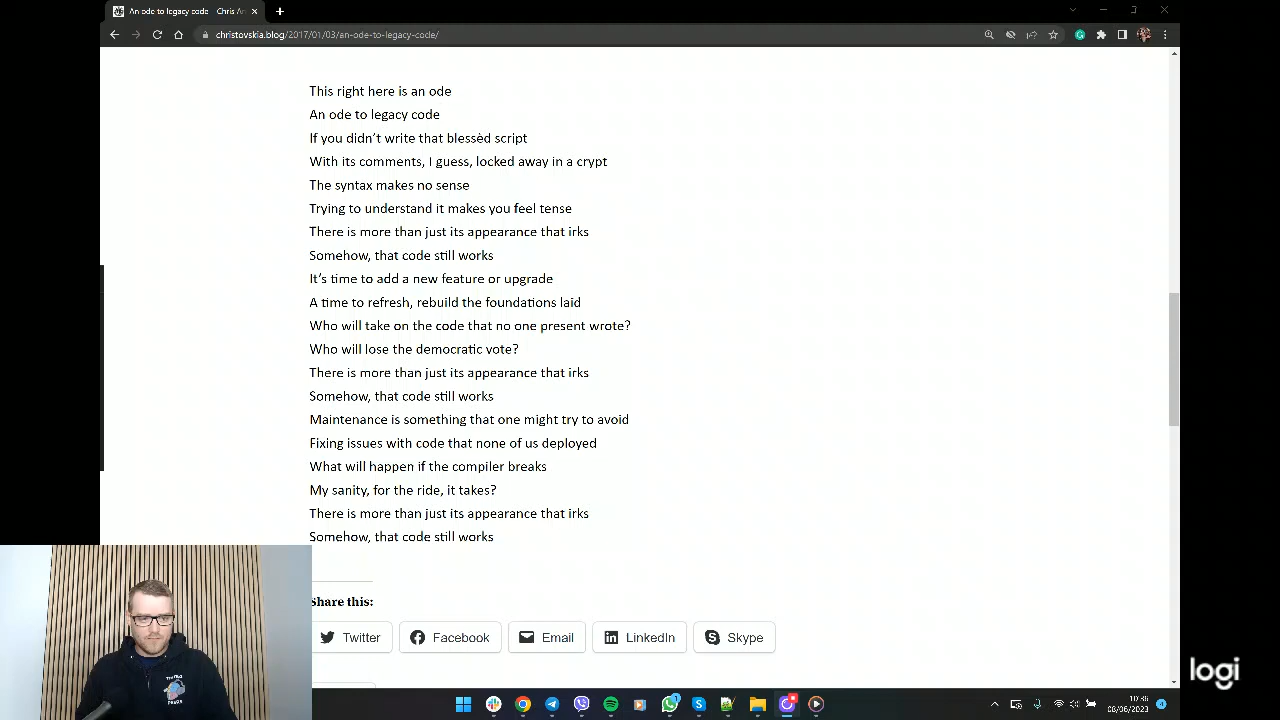 An ode to legacy code - Chris An
christovskia.blog/2017/01/03/an-ode-to-legacy-code/
This right here is an ode
An ode to legacy code
If you didn't write that blessèd script
With its comments, I guess, locked away in a crypt
The syntax makes no sense
Trying to understand it makes you feel tense
There is more than just its appearance that irks
Somehow, that code still works
It's time to add a new feature or upgrade
A time to refresh, rebuild the foundations laid
Who will take on the code that no one present wrote?
Who will lose the democratic vote?
There is more than just its appearance that irks
Somehow, that code still works
Maintenance is something that one might try to avoid
Fixing issues with code that none of us deployed
What will happen if the compiler breaks
My sanity, for the ride, it takes?
There is more than just its appearance that irks
Somehow, that code still works
Share this:
Twitter Facebook Email LinkedIn Skype
logi
10:36
08/06/2023